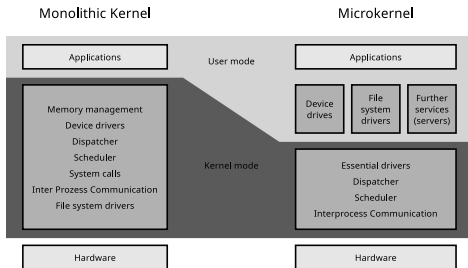 Monolithic Kernel
Microkernel
Applications
User mode
Applications
Memory management
Device drivers
Dispatcher
Scheduler
System calls
Inter Prozess Communication
File system drivers
Kernel mode
Device
drives
File
system
drivers
Further
services
(servers)
Essential drivers
Dispatcher
Scheduler
Interprocess Communication
Hardware
Hardware